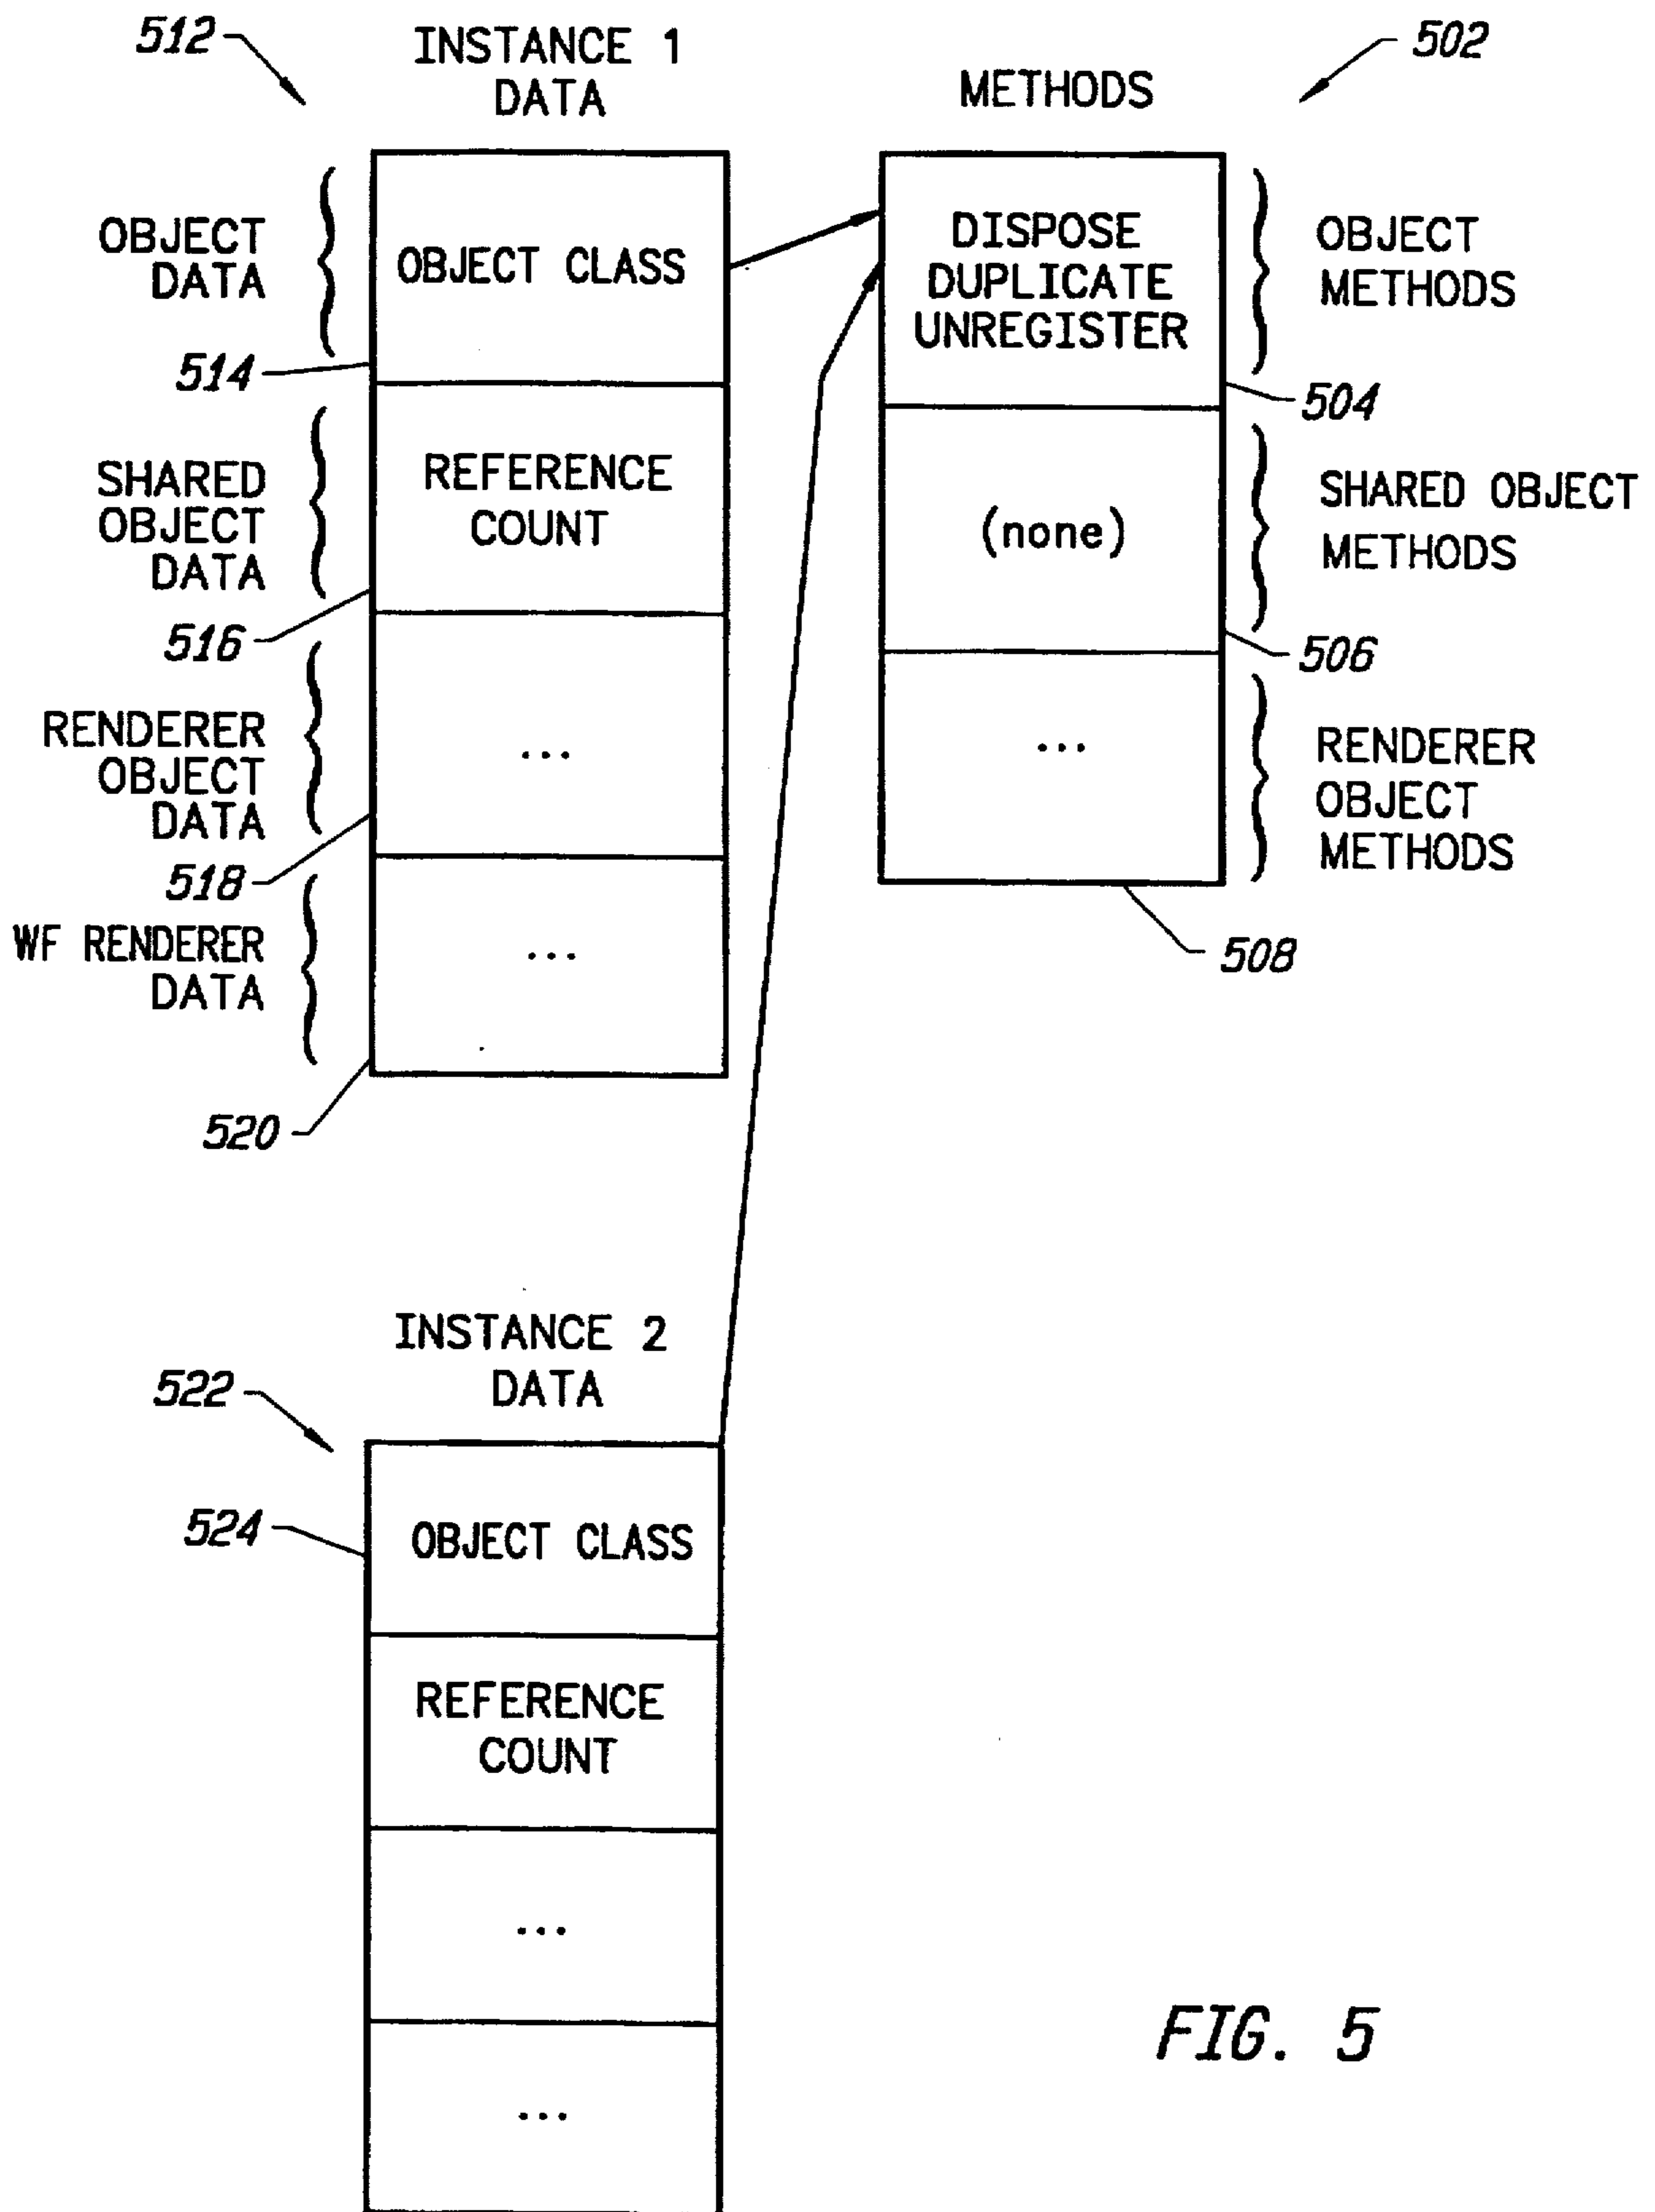 512
INSTANCE 1
DATA
METHODS
502
OBJECT
DATA
OBJECT CLASS
514
SHARED
OBJECT
DATA
REFERENCE
COUNT
516
RENDERER
OBJECT
DATA
...
518
WF RENDERER
DATA
...
520
DISPOSE
DUPLICATE
UNREGISTER
OBJECT
METHODS
504
(none)
SHARED OBJECT
METHODS
506
...
RENDERER
OBJECT
METHODS
508
INSTANCE 2
DATA
522
524
OBJECT CLASS
REFERENCE
COUNT
...
...
FIG. 5